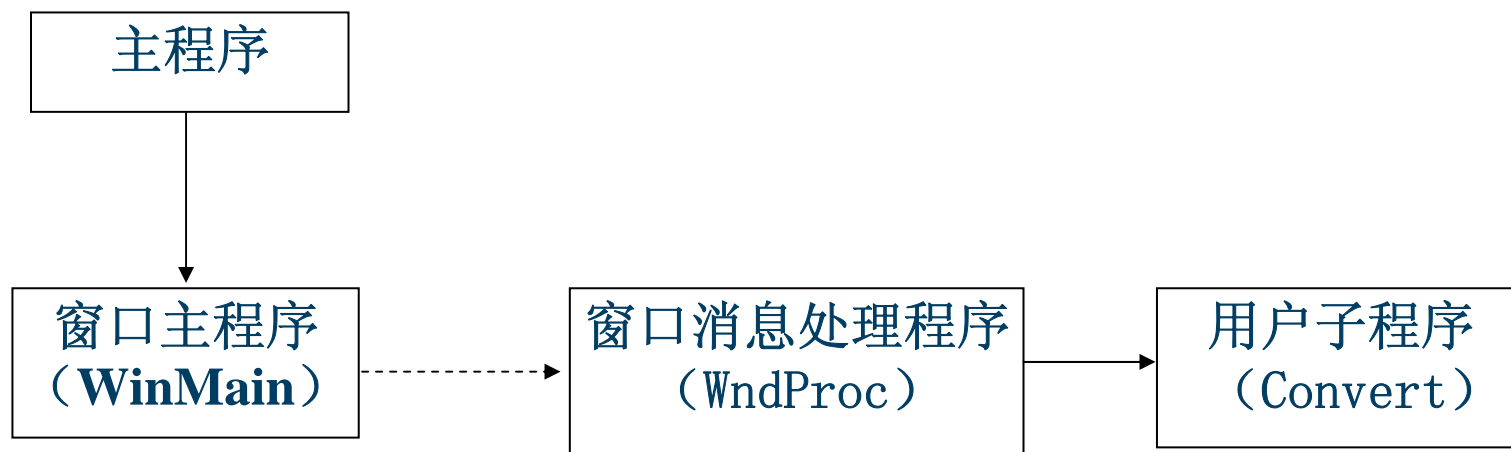 主程序
窗口主程序
（WinMain）
窗口消息处理程序
（WndProc）
用户子程序
（Convert）